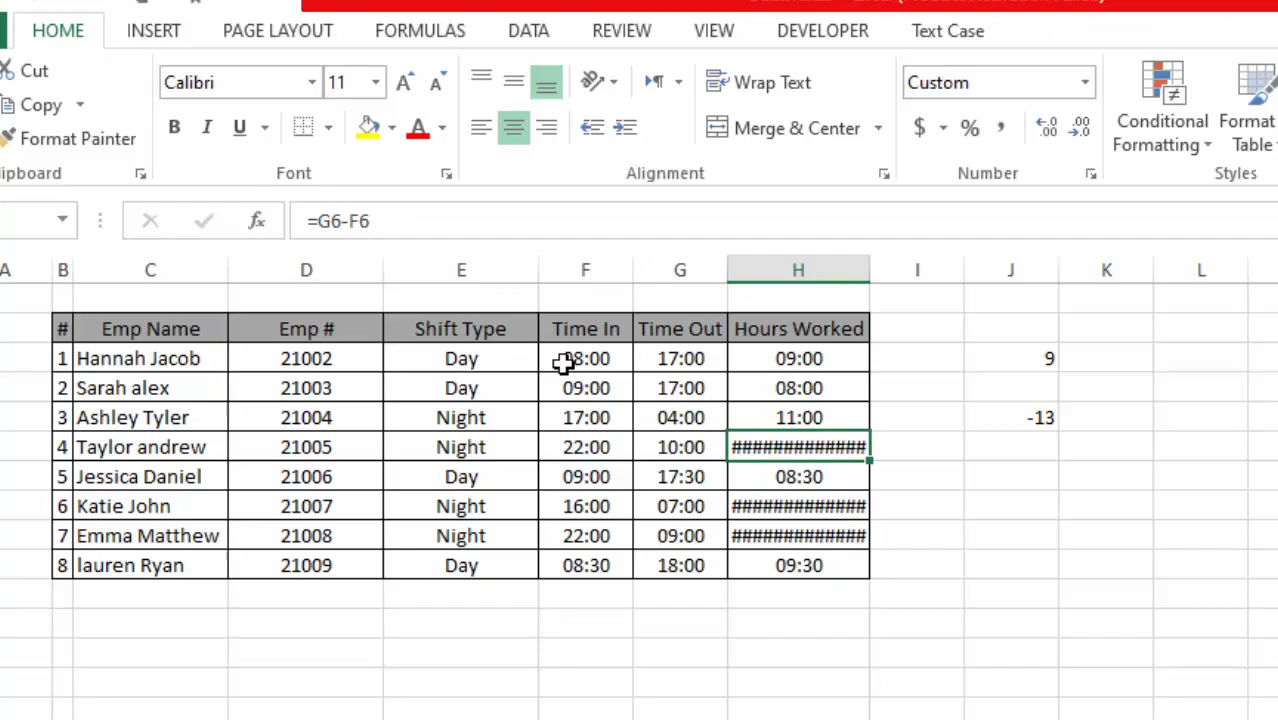 HOME INSERT PAGE LAYOUT FORMULAS DATA REVIEW VIEW DEVELOPER Text Case
Cut
Calibri 11 A A Wrap Text Custom
Copy
B I U A Merge & Center $ % , .00 .00
Format Painter
Conditional Formatting
Format Table
Font Alignment Number Styles
fx =G6-F6
A B C D E F G H I J K L
# Emp Name Emp # Shift Type Time In Time Out Hours Worked
1 Hannah Jacob 21002 Day 08:00 17:00 09:00 9
2 Sarah alex 21003 Day 09:00 17:00 08:00
3 Ashley Tyler 21004 Night 17:00 04:00 11:00 -13
4 Taylor andrew 21005 Night 22:00 10:00 #############
5 Jessica Daniel 21006 Day 09:00 17:30 08:30
6 Katie John 21007 Night 16:00 07:00 #############
7 Emma Matthew 21008 Night 22:00 09:00 #############
8 lauren Ryan 21009 Day 08:30 18:00 09:30